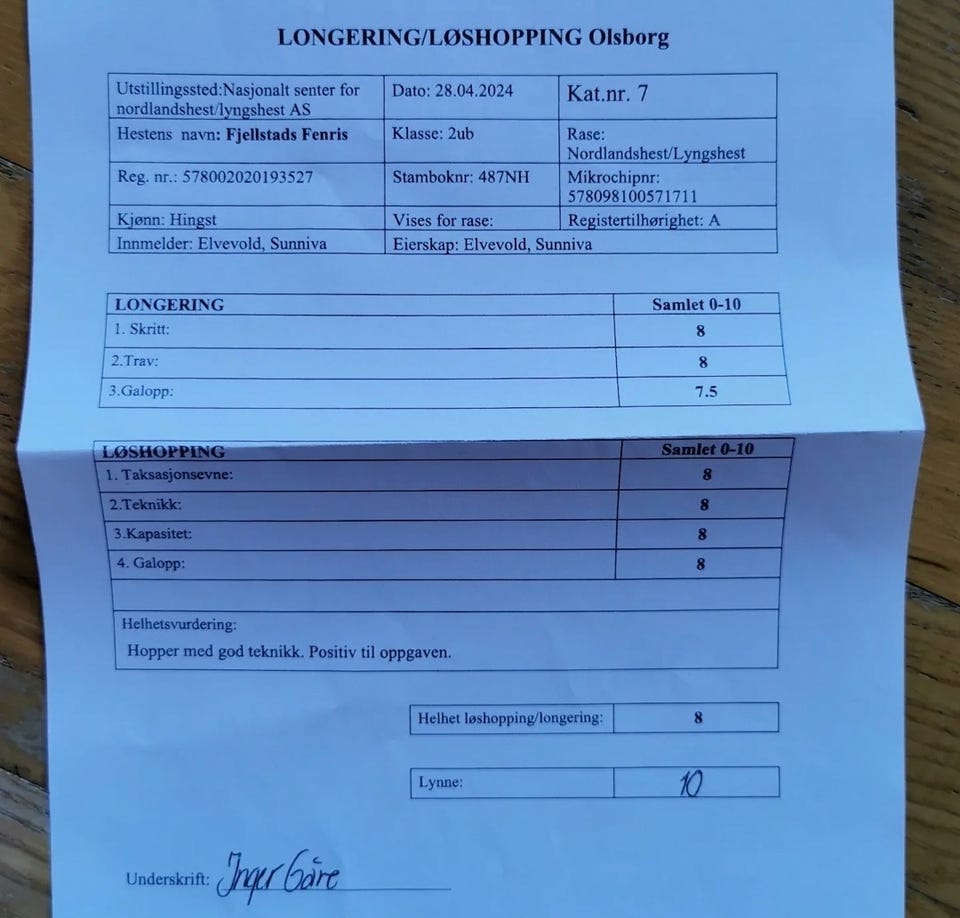 LONGERING/LØSHOPPING Olsborg
Utstillingssted:Nasjonalt senter for
nordlandshest/lyngshest AS
Dato: 28.04.2024
Kat.nr. 7
Hestens navn: Fjellstads Fenris
Klasse: 2ub
Rase:
Nordlandshest/Lyngshest
Reg. nr.: 578002020193527
Stamboknr: 487NH
Mikrochipnr:
578098100571711
Kjønn: Hingst
Vises for rase:
Registertilhørighet: A
Innmelder: Elvevold, Sunniva
Eierskap: Elvevold, Sunniva
LONGERING Samlet 0-10
1. Skritt: 8
2.Trav: 8
3.Galopp: 7.5
LØSHOPPING Samlet 0-10
1. Taksasjonsevne: 8
2.Teknikk: 8
3.Kapasitet: 8
4. Galopp: 8
Helhetsvurdering:
Hopper med god teknikk. Positiv til oppgaven.
Helhet løshopping/longering: 8
Lynne: 10
Underskrift: Inger Gåre